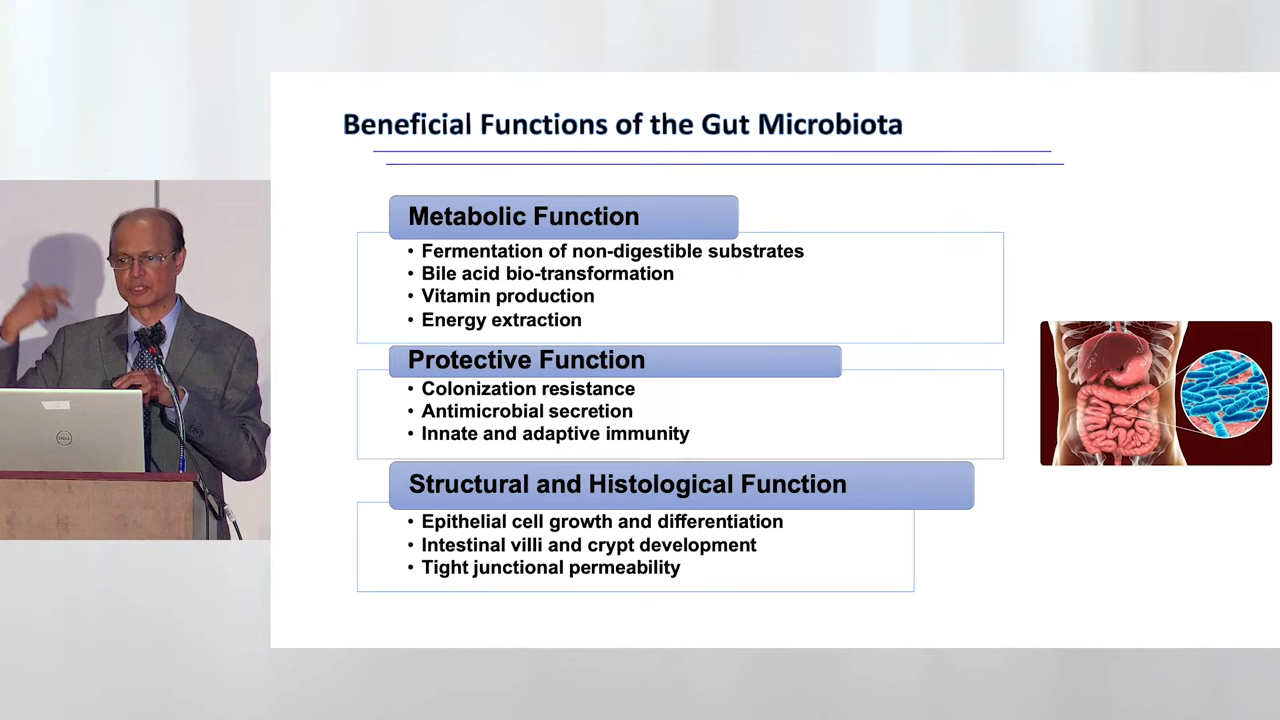 Beneficial Functions of the Gut Microbiota
Metabolic Function
• Fermentation of non-digestible substrates
• Bile acid bio-transformation
• Vitamin production
• Energy extraction
Protective Function
• Colonization resistance
• Antimicrobial secretion
• Innate and adaptive immunity
Structural and Histological Function
• Epithelial cell growth and differentiation
• Intestinal villi and crypt development
• Tight junctional permeability
DELL